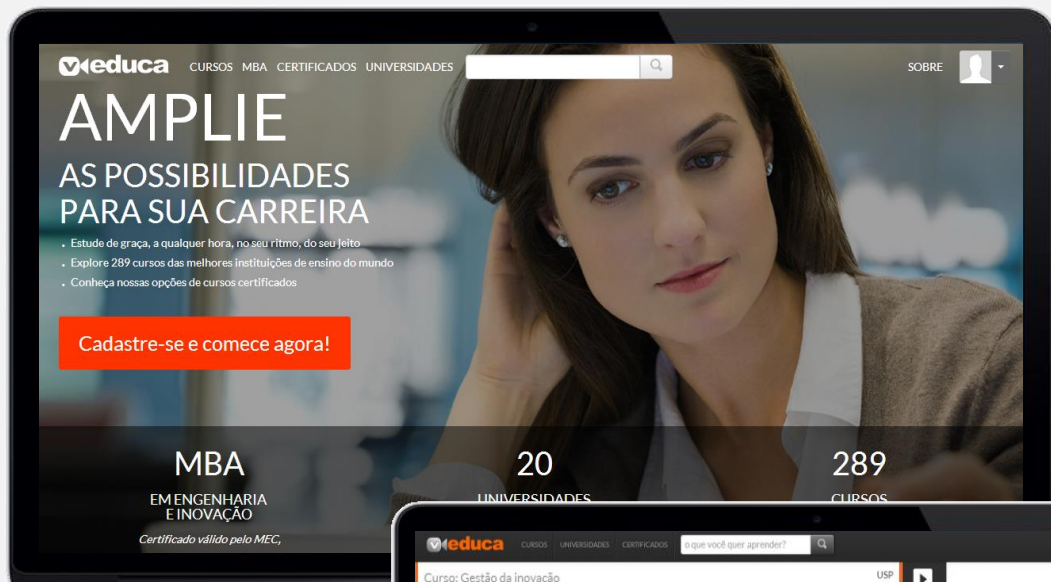 veduca CURSOS MBA CERTIFICADOS UNIVERSIDADES SOBRE
AMPLIE
AS POSSIBILIDADES
PARA SUA CARREIRA
. Estude de graça, a qualquer hora, no seu ritmo, do seu jeito
. Explore 289 cursos das melhores instituições de ensino do mundo
. Conheça nossas opções de cursos certificados
Cadastre-se e comece agora!
MBA
EM ENGENHARIA
E INOVAÇÃO
Certificado válido pelo MEC,
20
UNIVERSIDADES
289
CURSOS
veduca CURSOS UNIVERSIDADES CERTIFICADOS o que você quer aprender?
Curso: Gestão da inovação USP